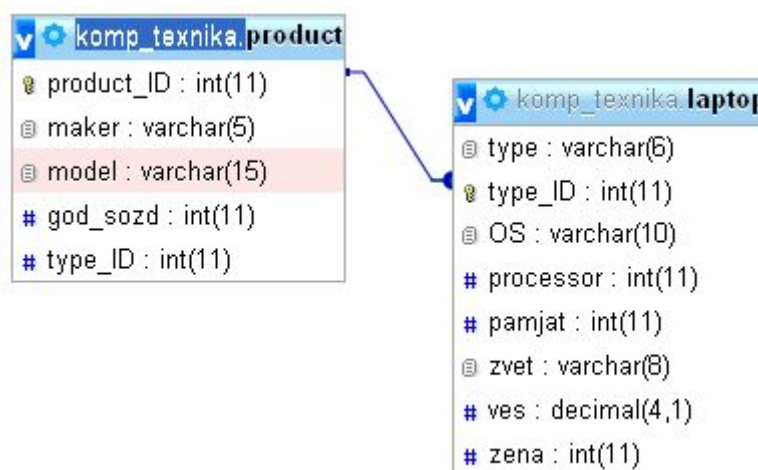 v komp_texnika.product
product_ID : int(11)
maker : varchar(5)
model : varchar(15)
# god_sozd : int(11)
# type_ID : int(11)
v komp_texnika.laptop
type : varchar(6)
type_ID : int(11)
OS : varchar(10)
# processor : int(11)
# pamjat : int(11)
zvet : varchar(8)
# ves : decimal(4,1)
# zena : int(11)